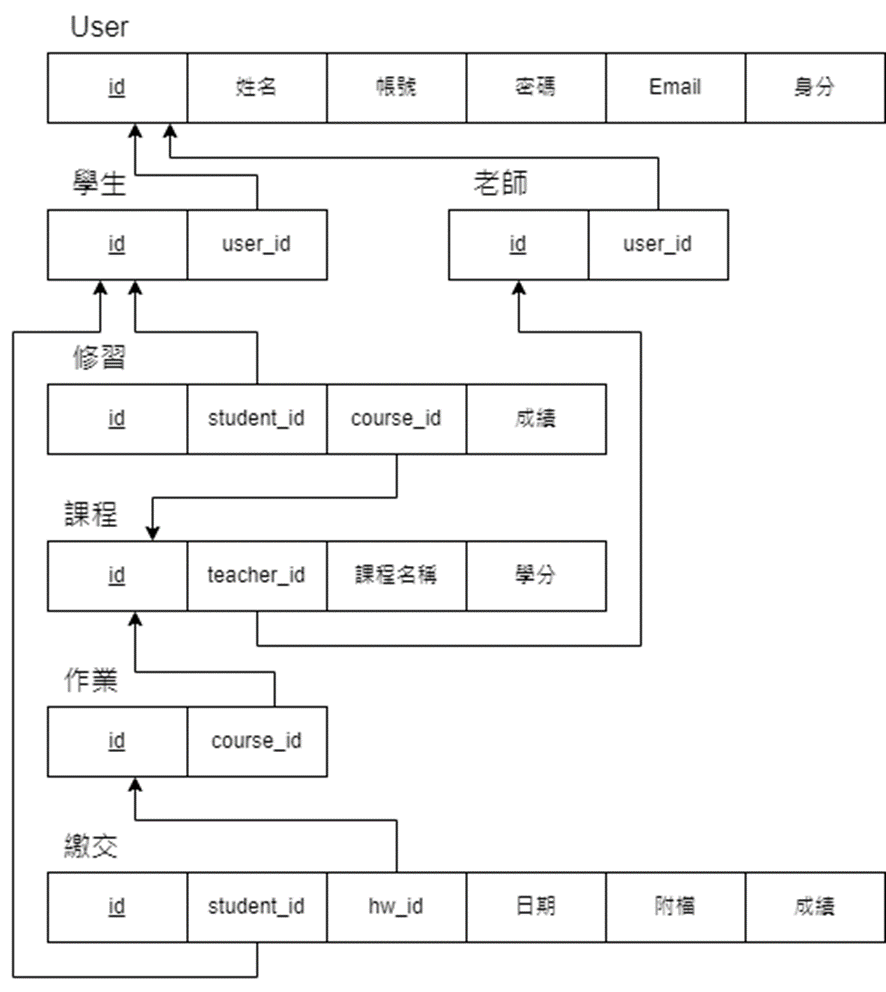 User
id 姓名 帳號 密碼 Email 身分
學生 老師
id user_id id user_id
修習
id student_id course_id 成績
課程
id teacher_id 課程名稱 學分
作業
id course_id
繳交
id student_id hw_id 日期 附檔 成績